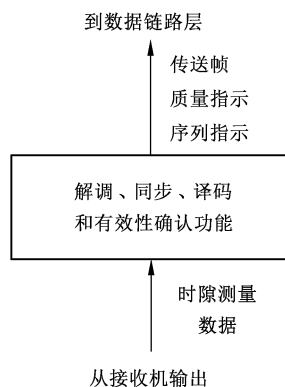 到数据链路层
传送帧
质量指示
序列指示
解调、同步、译码
和有效性确认功能
时隙测量
数据
从接收机输出